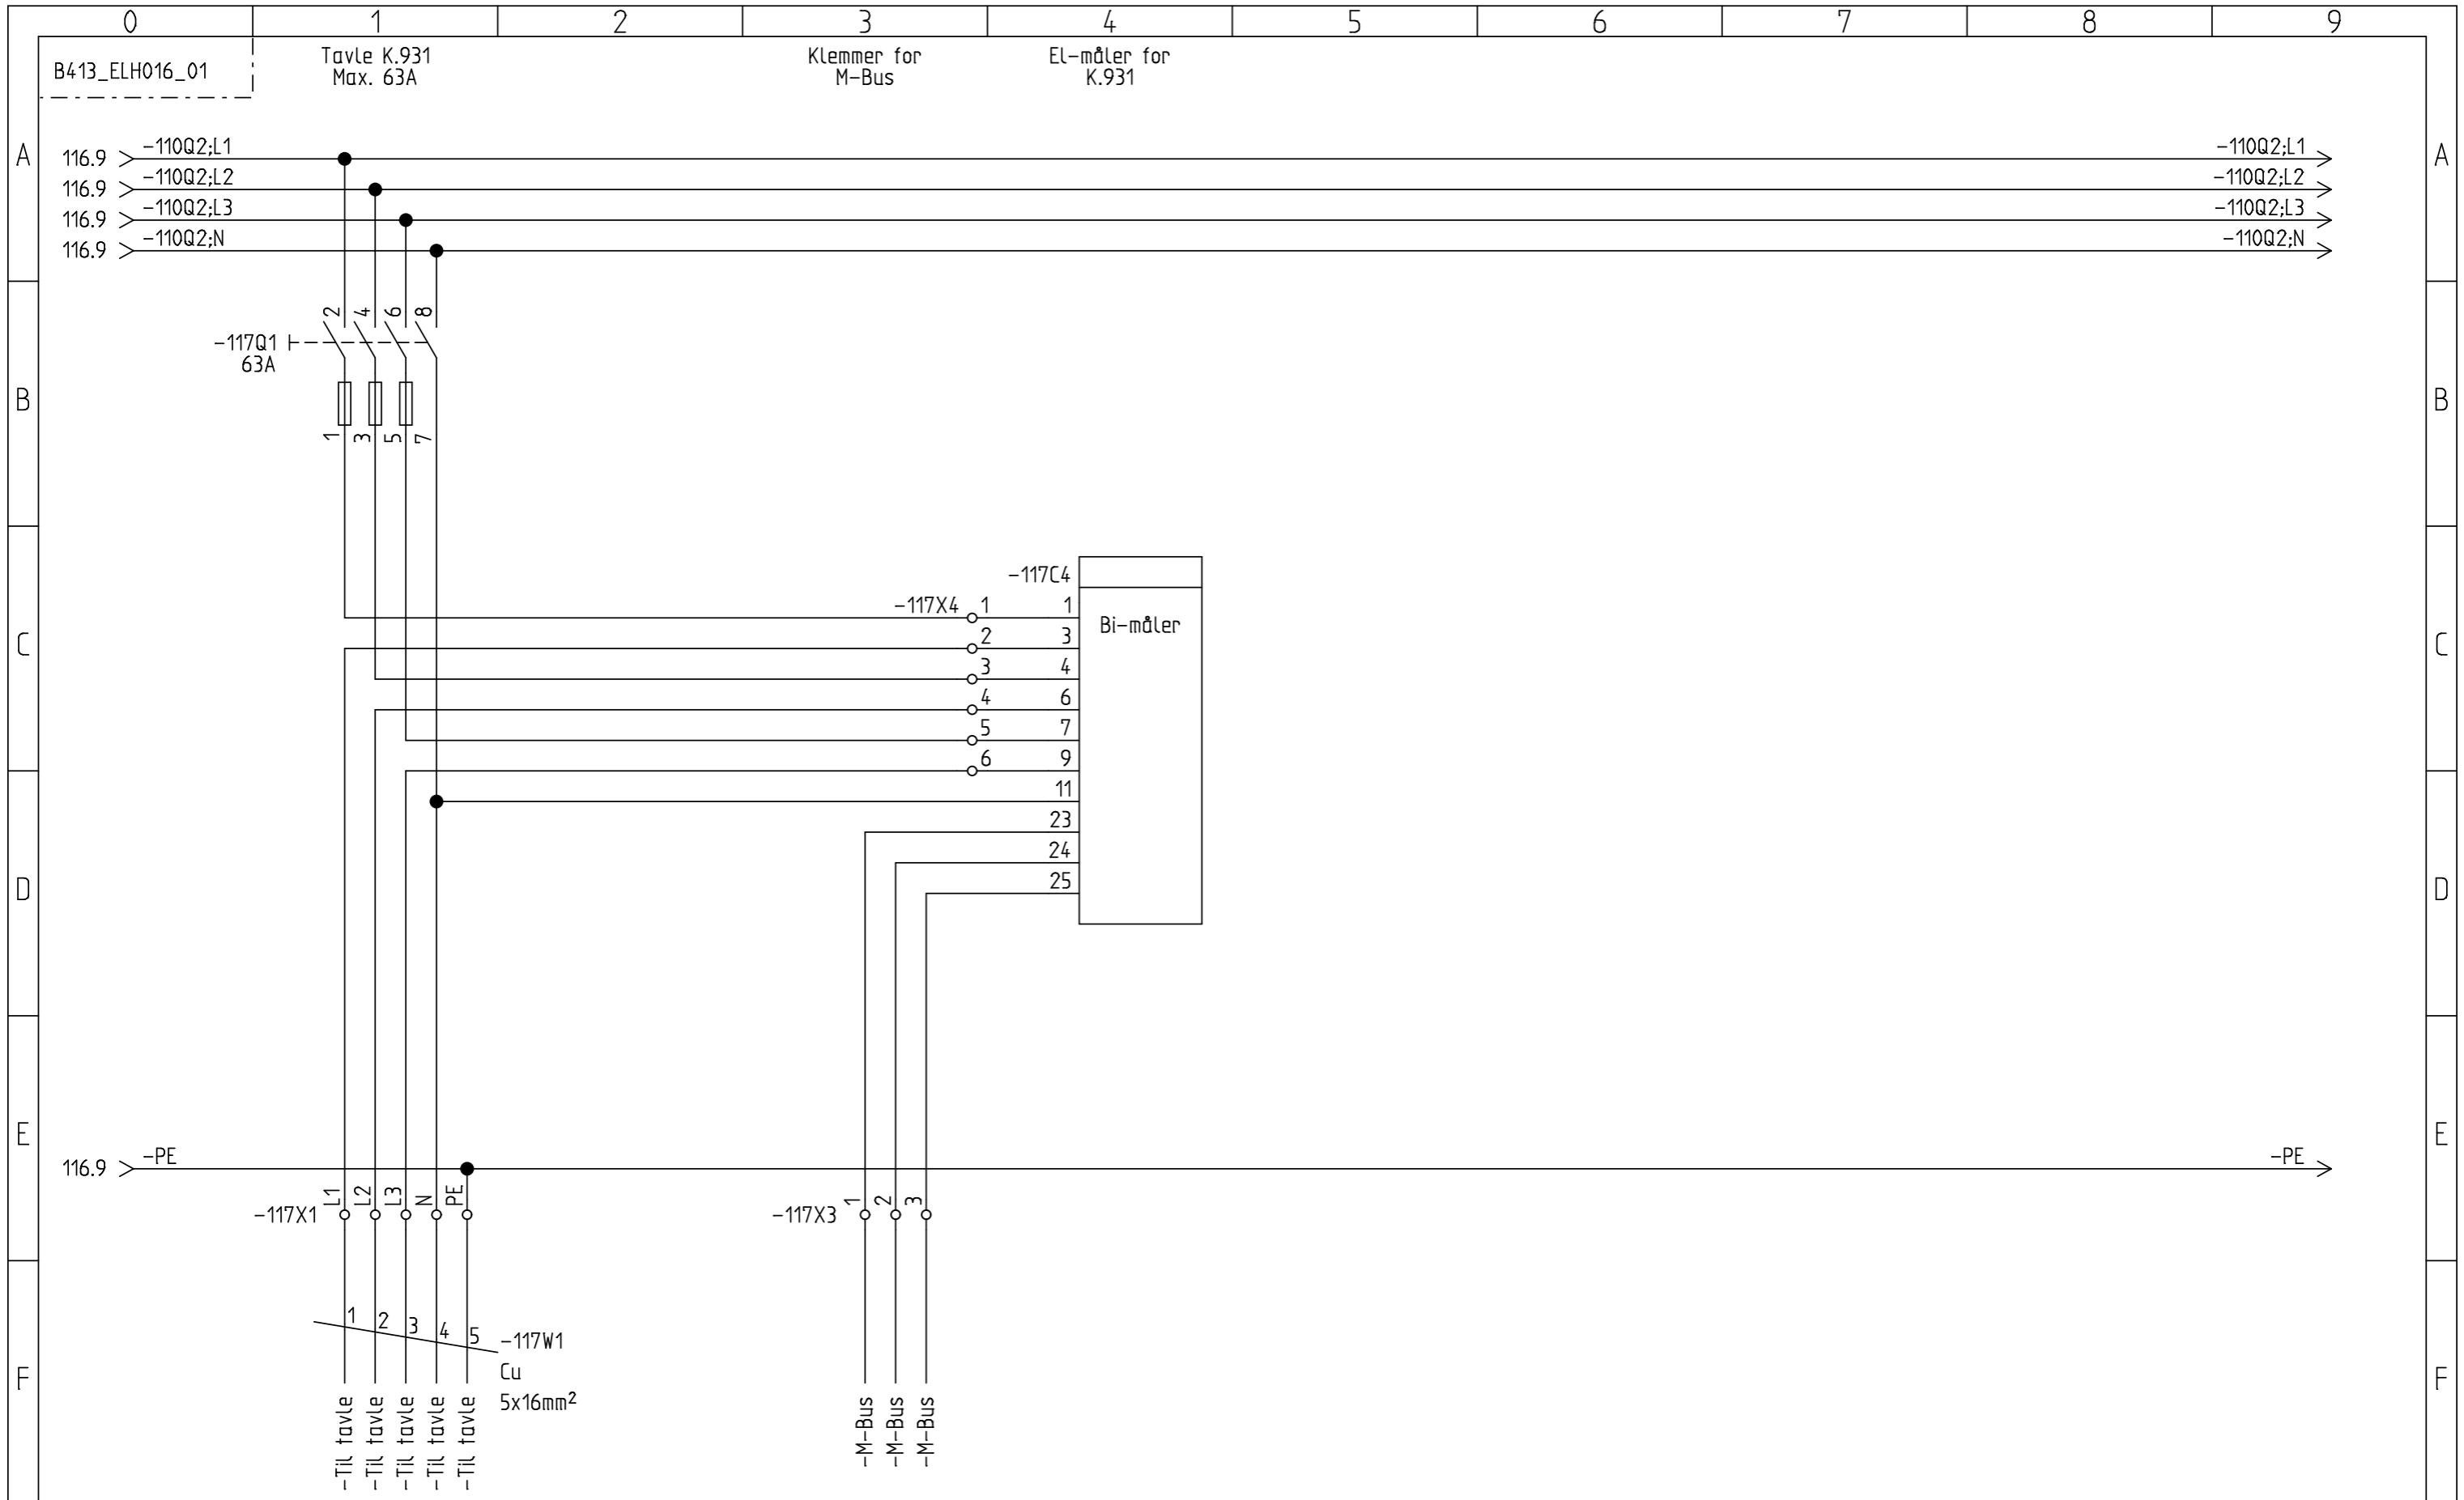 0 1 2 3 4 5 6 7 8 9
B413_ELH016_01
Tavle K.931
Max. 63A
Klemmer for
M-Bus
El-måler for
K.931
A A
116.9 -110Q2;L1 -110Q2;L1
116.9 -110Q2;L2 -110Q2;L2
116.9 -110Q2;L3 -110Q2;L3
116.9 -110Q2;N -110Q2;N
2 4 6 8
-117Q1
63A
B B
1 3 5 7
-117C4
-117X4 1 1
Bi-måler
2 3
C C
3 4
4 6
5 7
6 9
11
23
24
25
D D
E E
116.9 -PE -PE
-117X1 L1 L2 L3 N PE
-117X3 1 2 3
1 2 3 4 5 -117W1
Cu
5x16mm²
F F
-Til tavle
-Til tavle
-Til tavle
-Til tavle
-Til tavle
-M-Bus
-M-Bus
-M-Bus